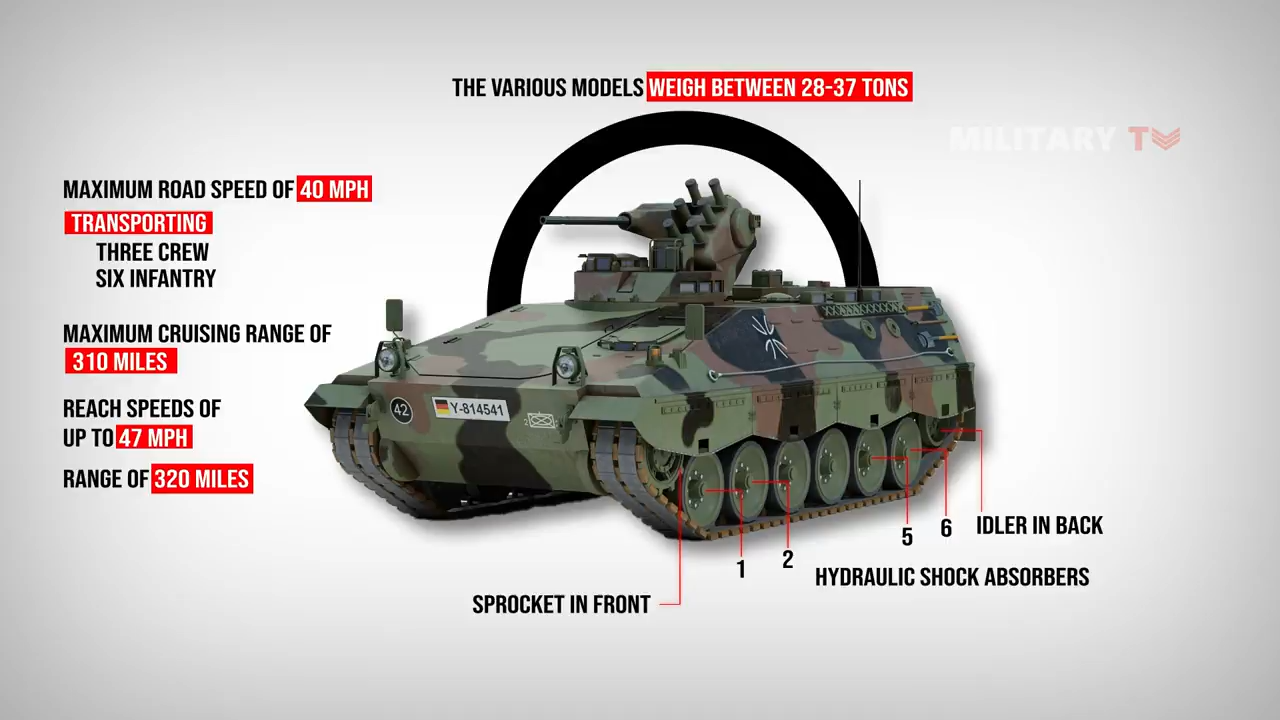 THE VARIOUS MODELS WEIGH BETWEEN 28-37 TONS
MILITARY TV
MAXIMUM ROAD SPEED OF 40 MPH
TRANSPORTING
THREE CREW
SIX INFANTRY
MAXIMUM CRUISING RANGE OF
310 MILES
REACH SPEEDS OF
UP TO 47 MPH
RANGE OF 320 MILES
42
Y-814541
IDLER IN BACK
5
6
1
2
HYDRAULIC SHOCK ABSORBERS
SPROCKET IN FRONT